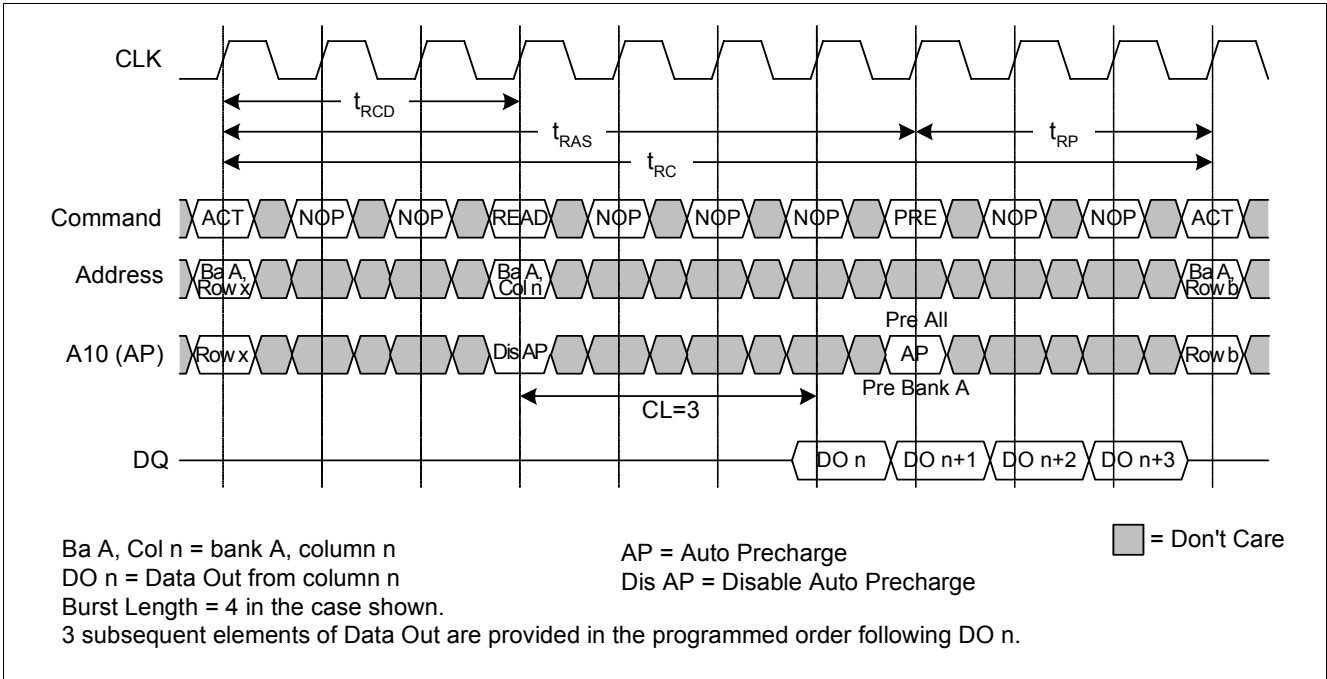 CLK
tRCD
tRAS
tRP
tRC
Command ACT NOP NOP READ NOP NOP NOP PRE NOP NOP ACT
Address Ba A, Row x Ba A, Col n Ba A, Row b
Pre All
A10 (AP) Row x Dis AP AP Row b
Pre Bank A
CL=3
DQ DO n DO n+1 DO n+2 DO n+3
Ba A, Col n = bank A, column n
DO n = Data Out from column n
Burst Length = 4 in the case shown.
3 subsequent elements of Data Out are provided in the programmed order following DO n.
AP = Auto Precharge
Dis AP = Disable Auto Precharge
= Don't Care